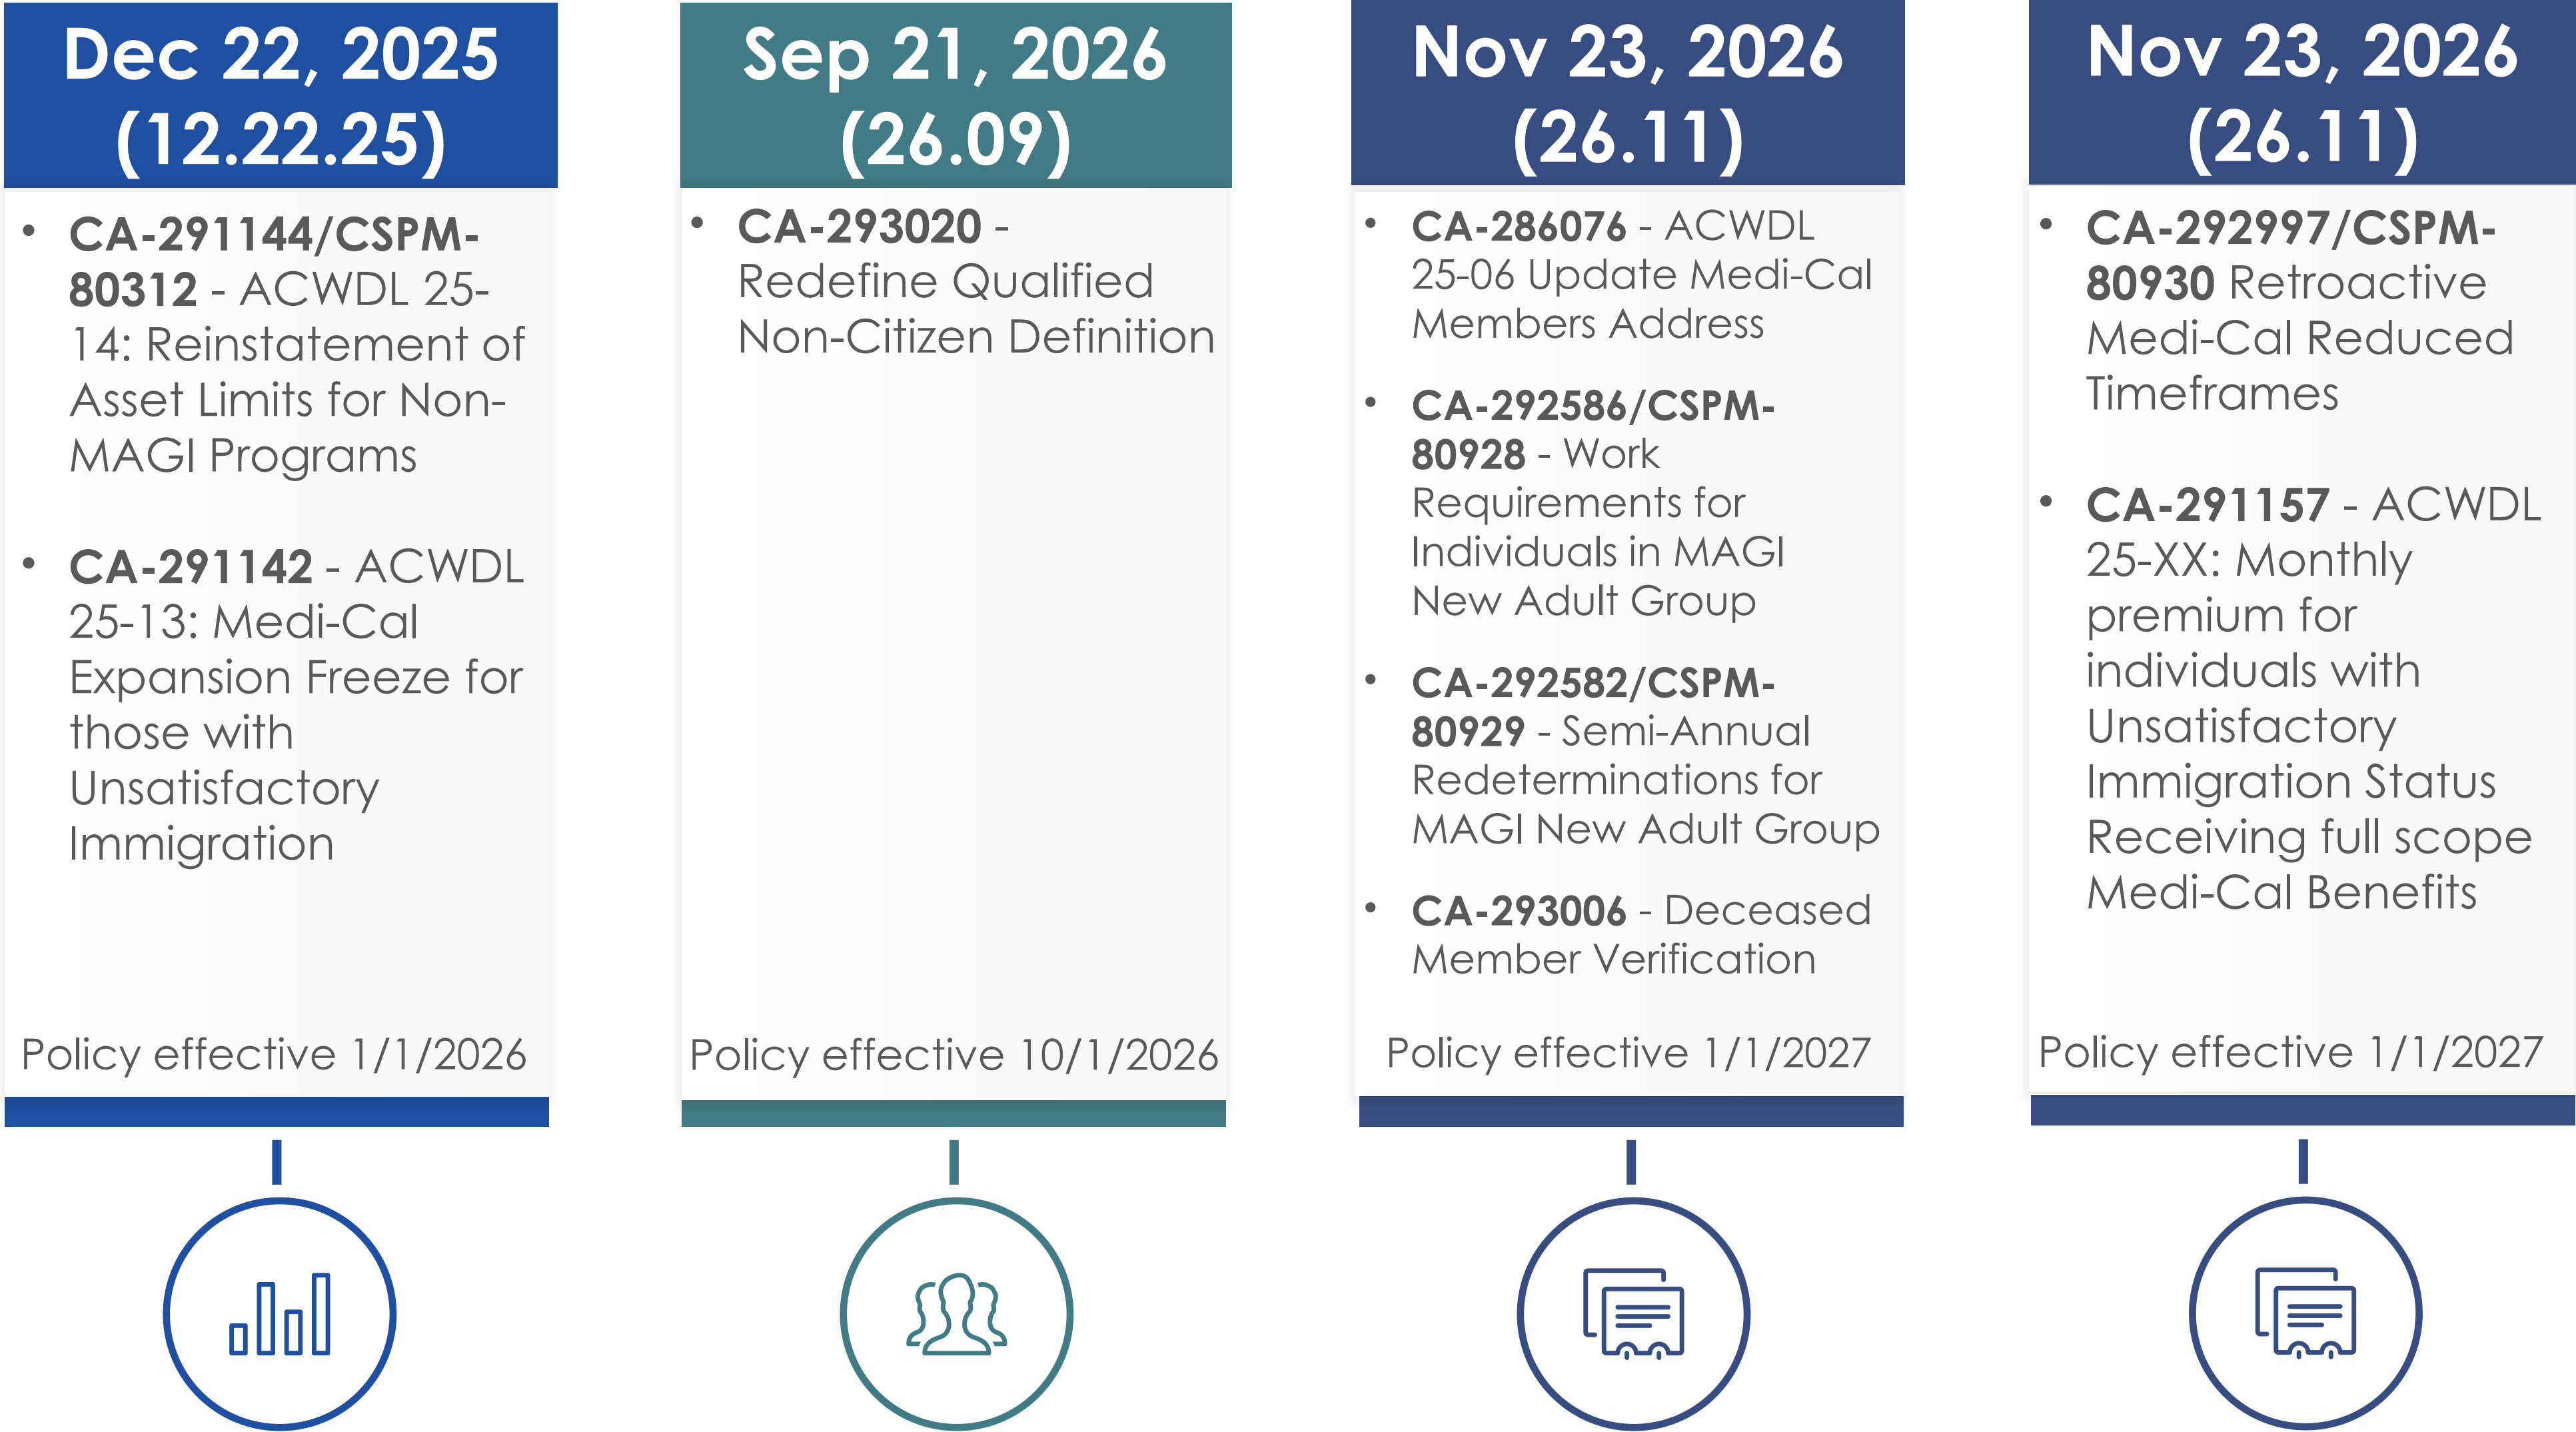 Dec 22, 2025
(12.22.25)
• CA-291144/CSPM-
80312 - ACWDL 25-
14: Reinstatement of
Asset Limits for Non-
MAGI Programs
• CA-291142 - ACWDL
25-13: Medi-Cal
Expansion Freeze for
those with
Unsatisfactory
Immigration
Policy effective 1/1/2026
Sep 21, 2026
(26.09)
• CA-293020 -
Redefine Qualified
Non-Citizen Definition
Policy effective 10/1/2026
Nov 23, 2026
(26.11)
• CA-286076 - ACWDL
25-06 Update Medi-Cal
Members Address
• CA-292586/CSPM-
80928 - Work
Requirements for
Individuals in MAGI
New Adult Group
• CA-292582/CSPM-
80929 - Semi-Annual
Redeterminations for
MAGI New Adult Group
• CA-293006 - Deceased
Member Verification
Policy effective 1/1/2027
Nov 23, 2026
(26.11)
• CA-292997/CSPM-
80930 Retroactive
Medi-Cal Reduced
Timeframes
• CA-291157 - ACWDL
25-XX: Monthly
premium for
individuals with
Unsatisfactory
Immigration Status
Receiving full scope
Medi-Cal Benefits
Policy effective 1/1/2027